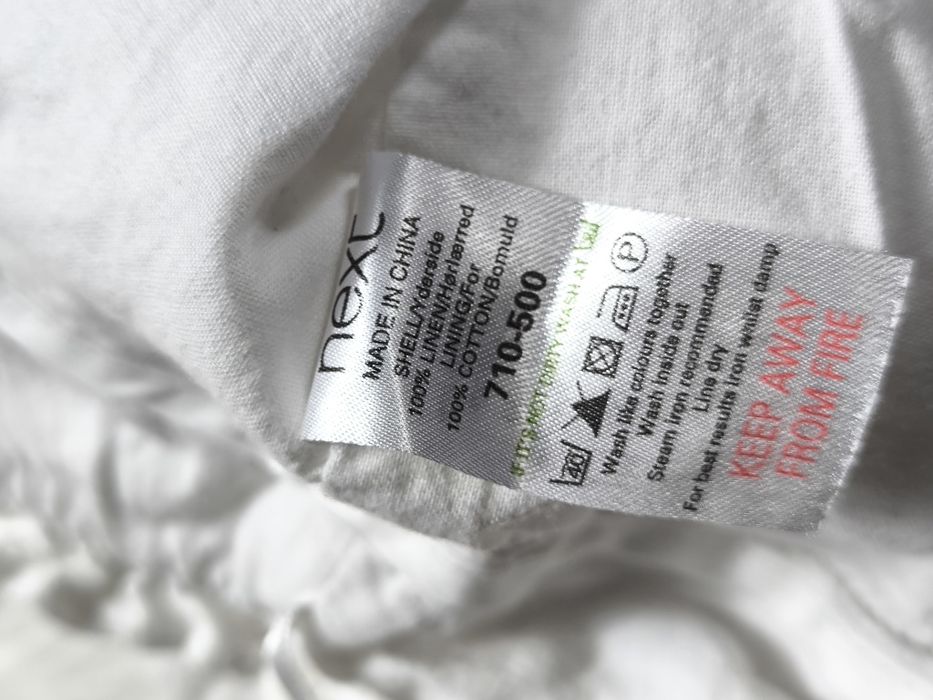 next
MADE IN CHINA
SHELL/Yderside
100% LINEN/Hørlærred
LINING/For
100% COTTON/Bomuld
710-500
IF IT'S NOT DIRTY WASH AT 30
40
P
Wash like colours together
Wash inside out
Steam iron recommended
Line dry
For best results iron whilst damp
KEEP AWAY
FROM FIRE